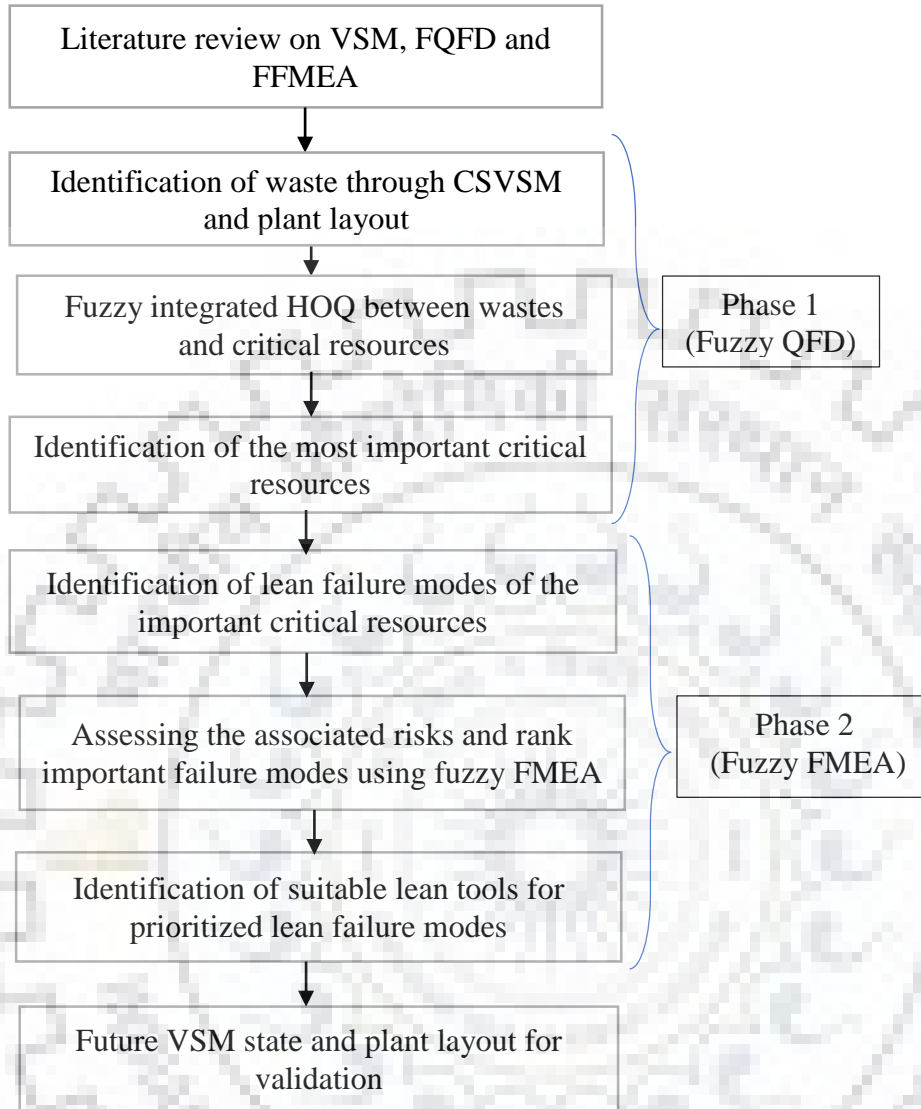 Literature review on VSM, FQFD and
FFMEA
Identification of waste through CSVSM
and plant layout
Fuzzy integrated HOQ between wastes
and critical resources
Identification of the most important critical
resources
Phase 1
(Fuzzy QFD)
Identification of lean failure modes of the
important critical resources
Assessing the associated risks and rank
important failure modes using fuzzy FMEA
Identification of suitable lean tools for
prioritized lean failure modes
Phase 2
(Fuzzy FMEA)
Future VSM state and plant layout for
validation